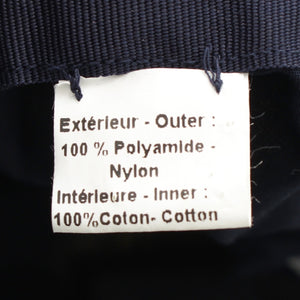 Extérieur - Outer :
100 % Polyamide -
Nylon
Intérieure - Inner :
100%Coton- Cotton